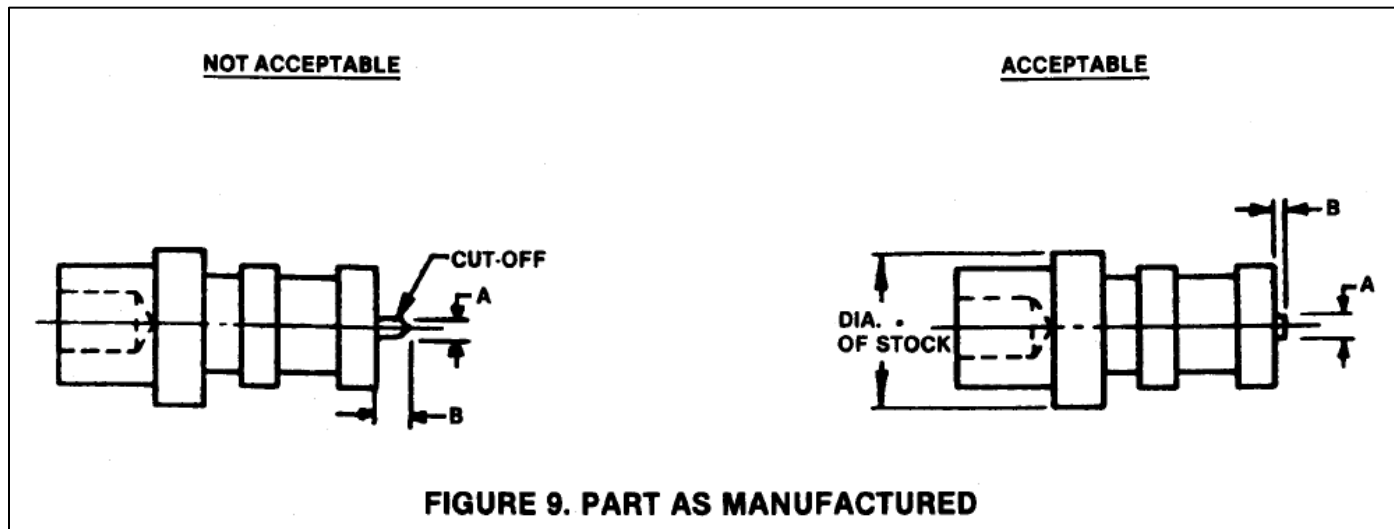 NOT ACCEPTABLE
ACCEPTABLE
CUT-OFF
A
B
B
A
DIA.
OF STOCK
FIGURE 9. PART AS MANUFACTURED